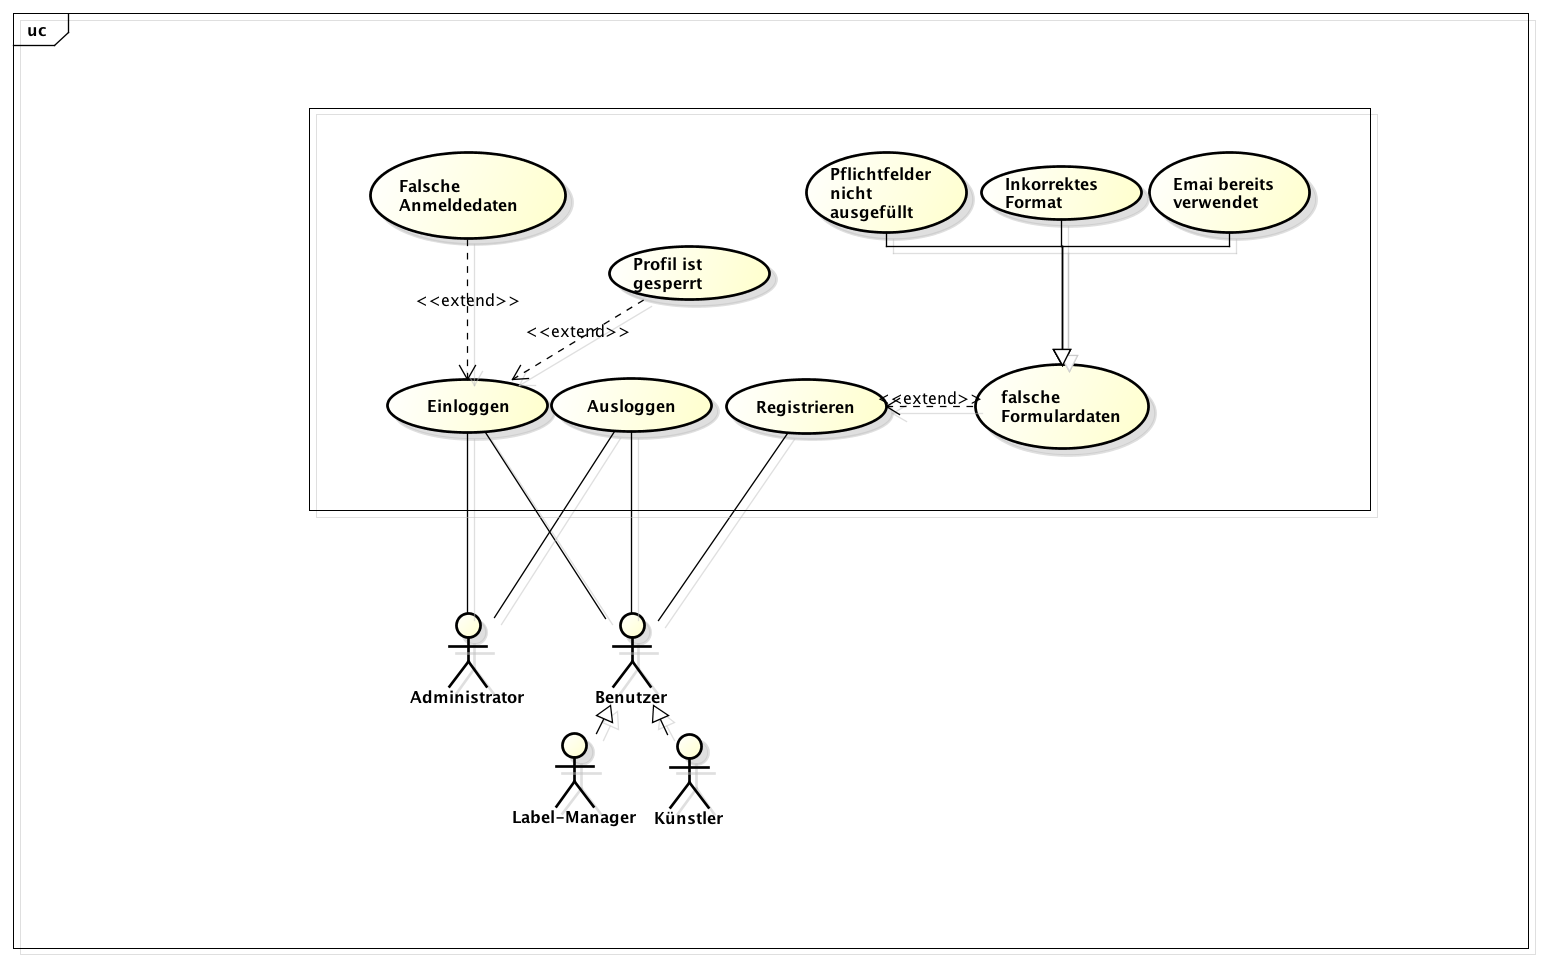 uc
Falsche
Anmeldedaten
Pflichtfelder
nicht
ausgefüllt
Inkorrektes
Format
Emai bereits
verwendet
Profil ist
gesperrt
<<extend>>
<<extend>>
Einloggen
Ausloggen
Registrieren
<<extend>>
falsche
Formulardaten
Administrator
Benutzer
Label-Manager
Künstler